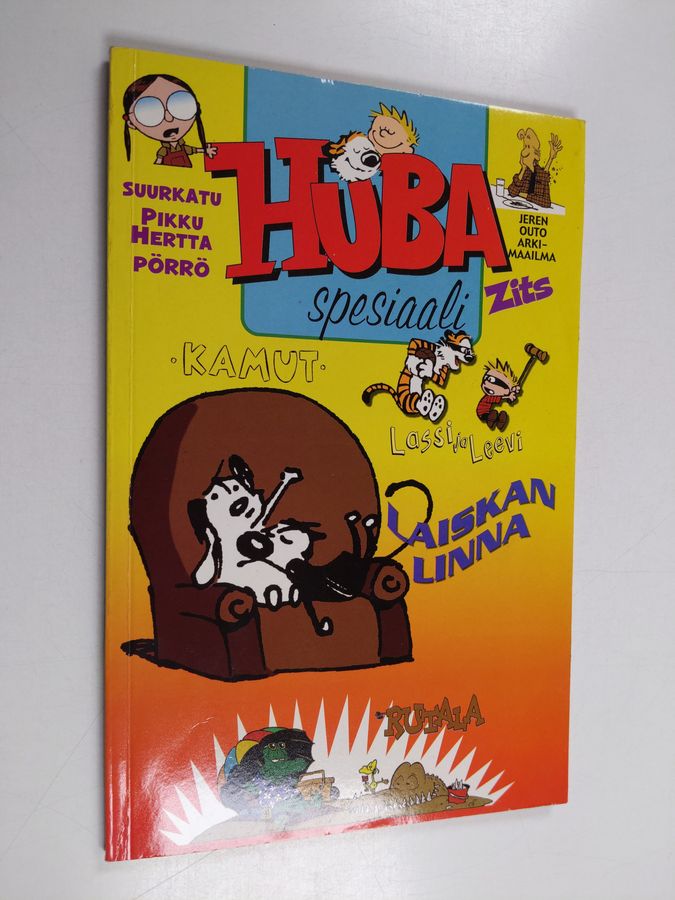 HUBA
spesiaali
SUURKATU
PIKKU
HERTTA
PÖRRÖ
JEREN
OUTO
ARKI-
MAAILMA
Zits
·KAMUT·
Lassi ja Leevi
LAISKAN
LINNA
RUTALA